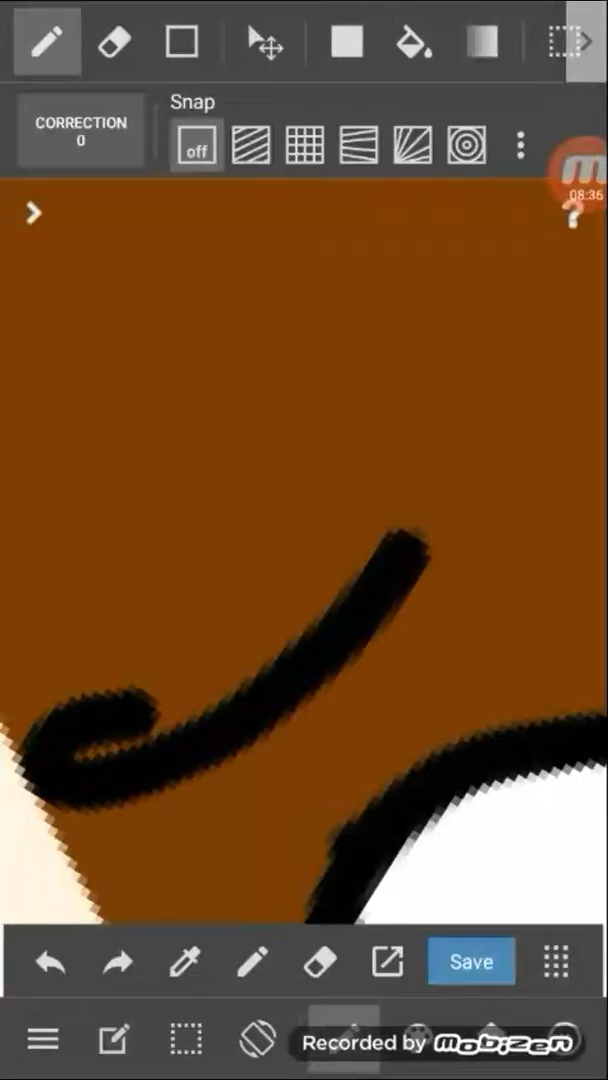 Snap
CORRECTION
0
off
08:36
?
Save
Recorded by mobizen